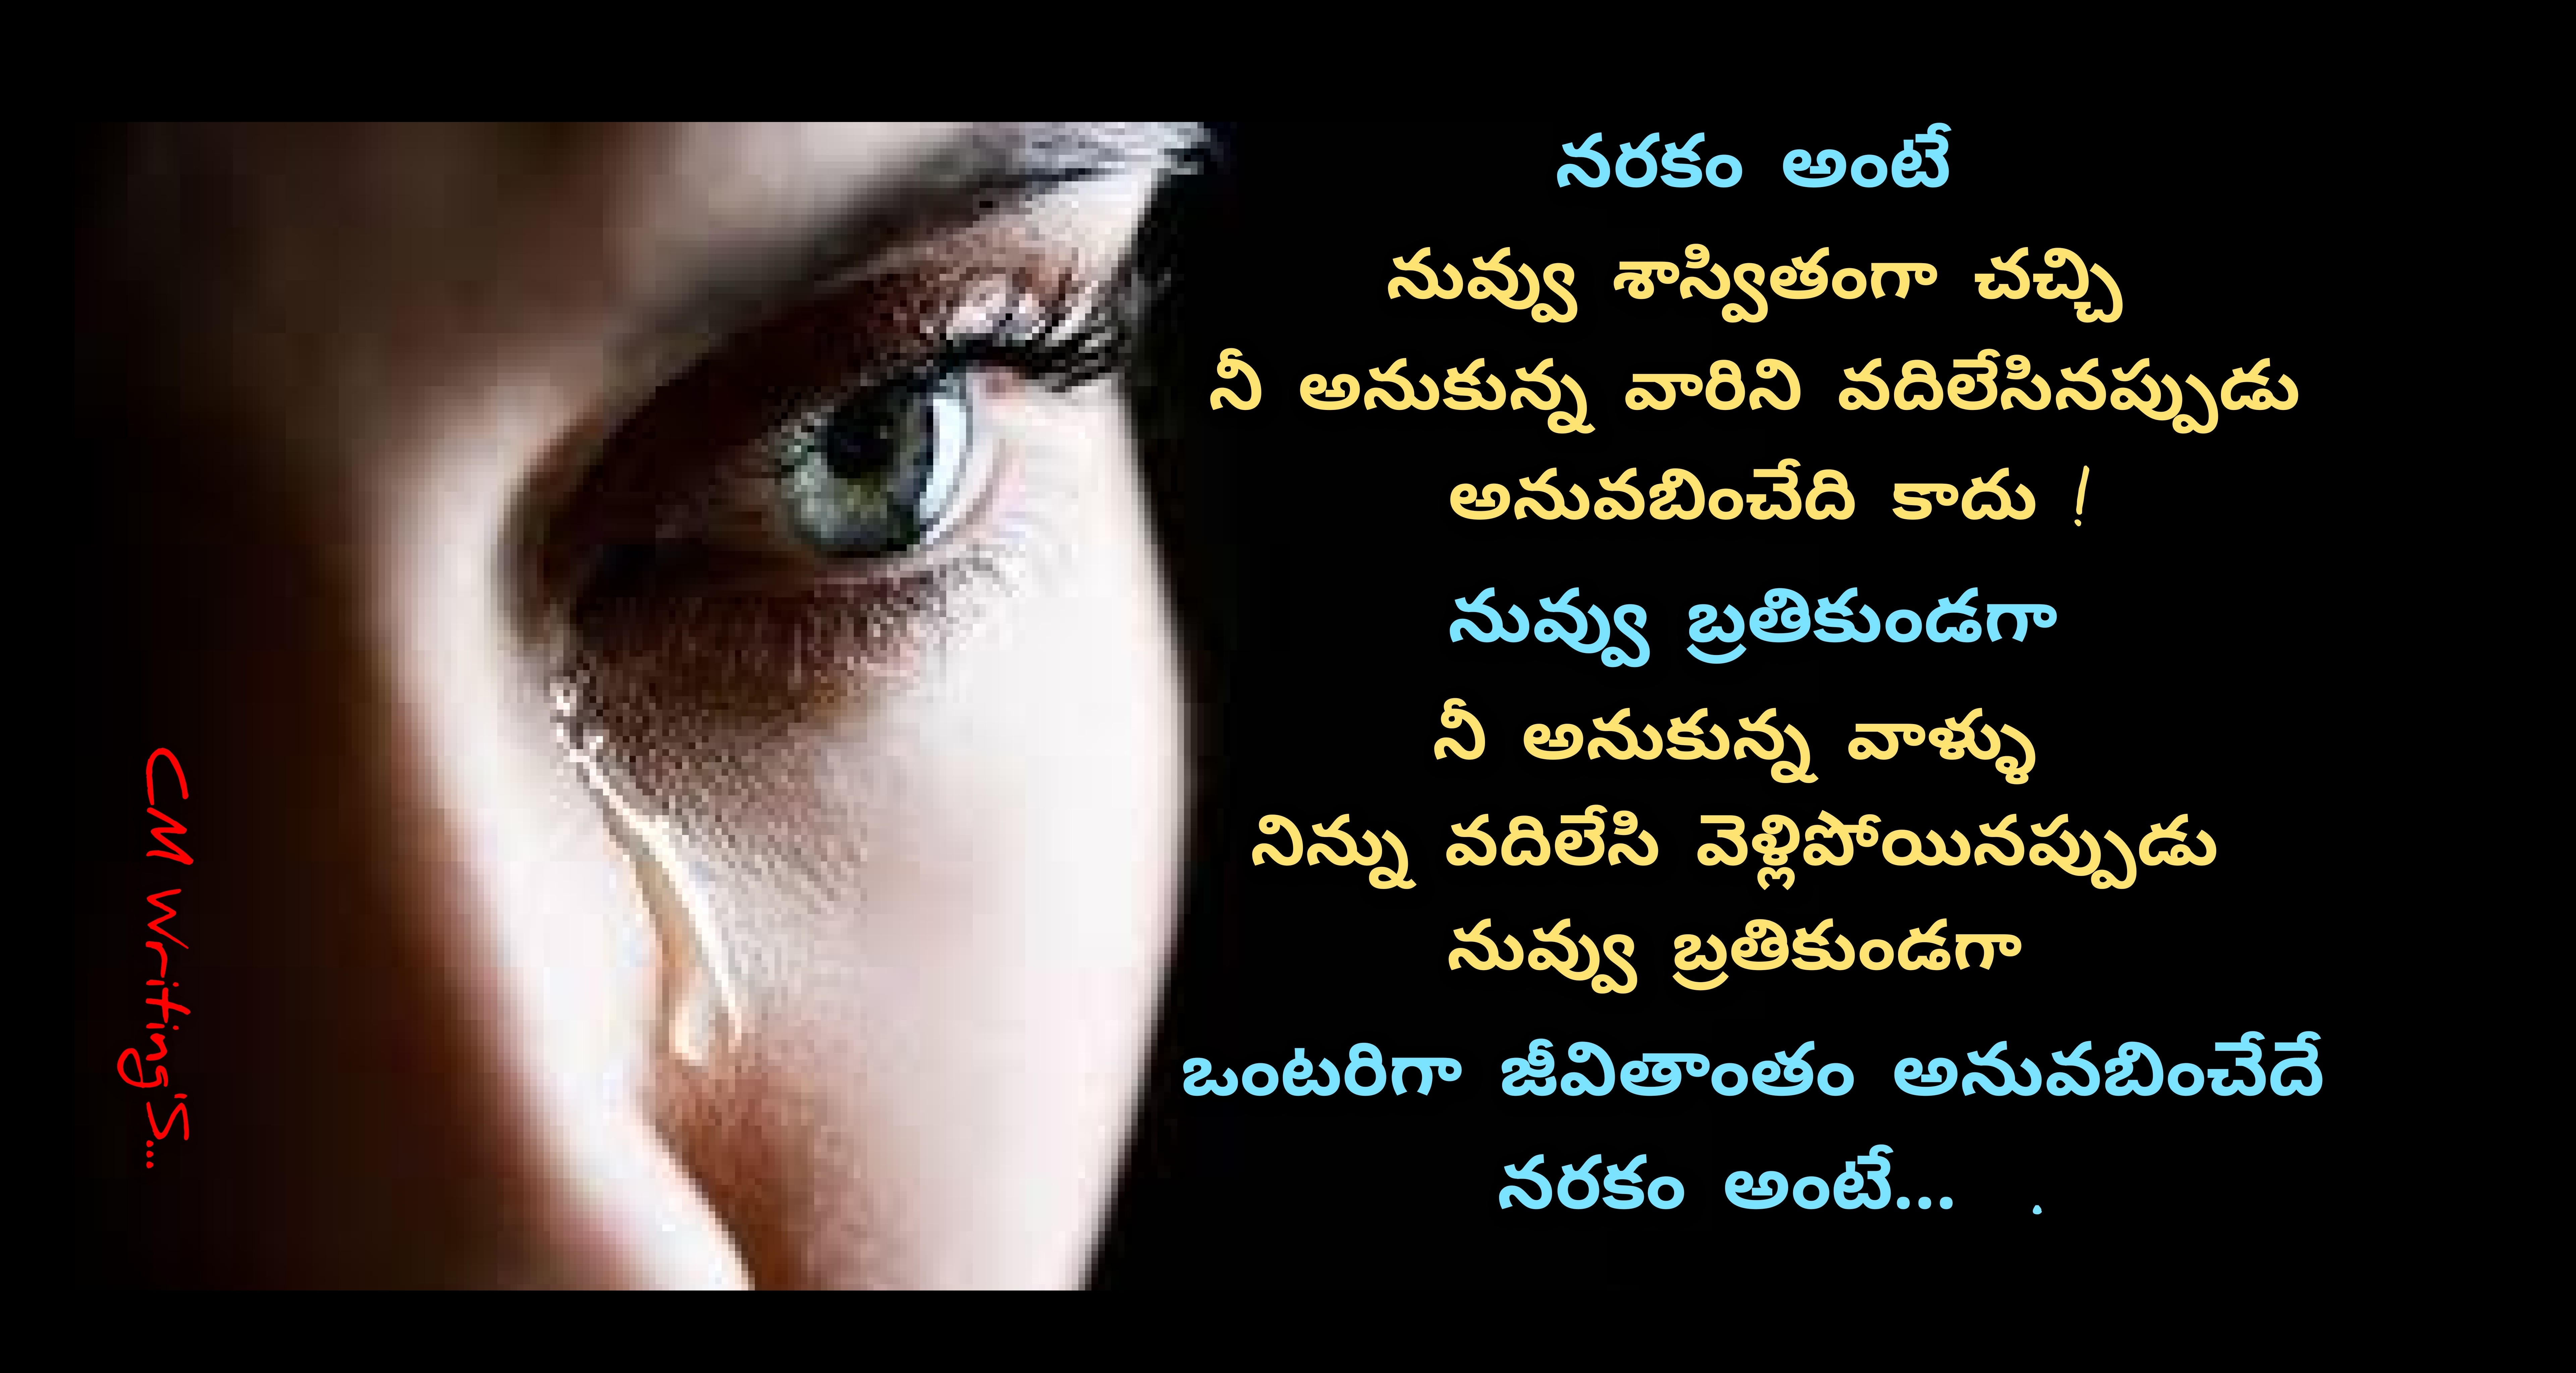 నరకం అంటే
నువ్వు శాస్వితంగా చచ్చి
నీ అనుకున్న వారిని వదిలేసినప్పుడు
అనువబించేది కాదు !
నువ్వు బ్రతికుండగా
నీ అనుకున్న వాళ్ళు
నిన్ను వదిలేసి వెళ్లిపోయినప్పుడు
నువ్వు బ్రతికుండగా
ఒంటరిగా జీవితాంతం అనువబించేదే
నరకం అంటే... .
CM Writing'S...